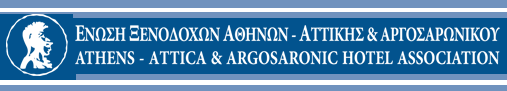 ΕΝΩΣΗ ΞΕΝΟΔΟΧΩΝ ΑΘΗΝΩΝ - ΑΤΤΙΚΗΣ & ΑΡΓΟΣΑΡΩΝΙΚΟΥ
ATHENS - ATTICA & ARGOSARONIC HOTEL ASSOCIATION